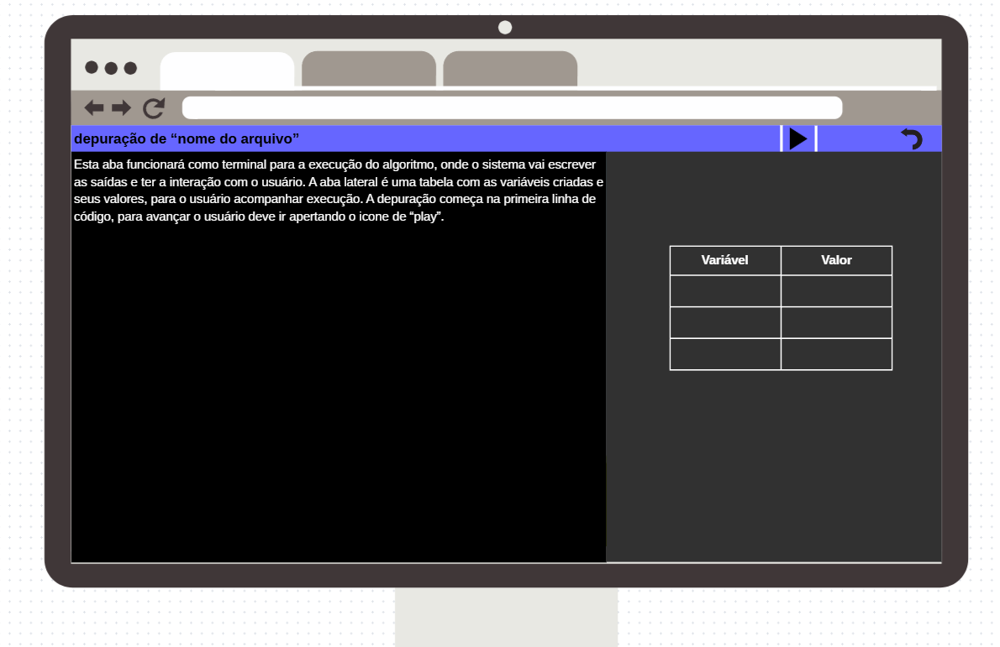 depuração de “nome do arquivo”
Esta aba funcionará como terminal para a execução do algoritmo, onde o sistema vai escrever
as saídas e ter a interação com o usuário. A aba lateral é uma tabela com as variáveis criadas e
seus valores, para o usuário acompanhar execução. A depuração começa na primeira linha de
código, para avançar o usuário deve ir apertando o icone de “play”.
Variável Valor